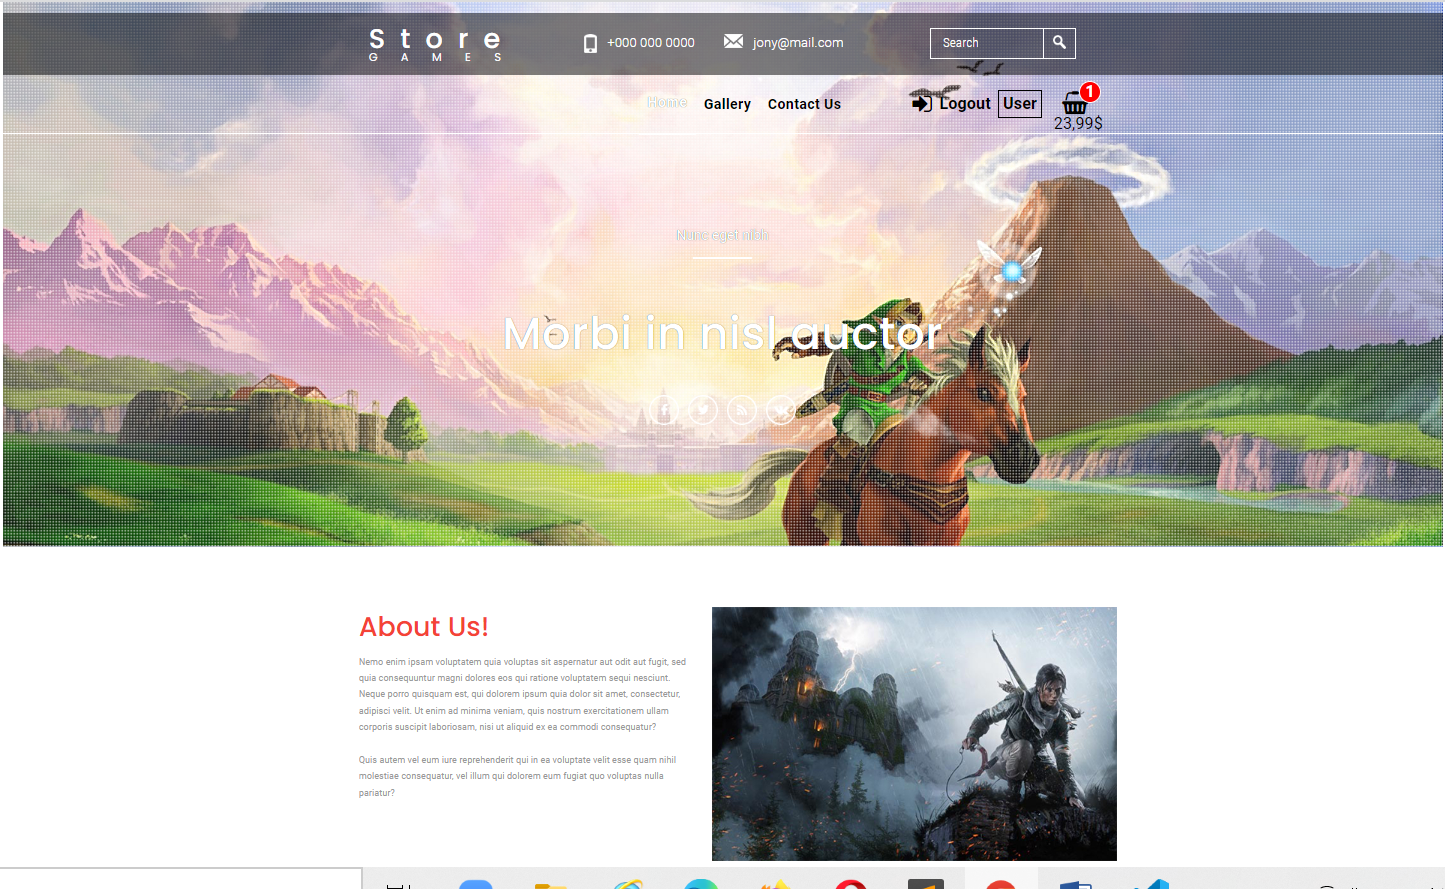 Store
GAMES
+000 000 0000
jony@mail.com
Search
Home
Gallery
Contact Us
Logout
User
1
23,99$
Nunc eget nibh
Morbi in nisl auctor
About Us!
Nemo enim ipsam voluptatem quia voluptas sit aspernatur aut odit aut fugit, sed
quia consequuntur magni dolores eos qui ratione voluptatem sequi nesciunt.
Neque porro quisquam est, qui dolorem ipsum quia dolor sit amet, consectetur,
adipisci velit. Ut enim ad minima veniam, quis nostrum exercitationem ullam
corporis suscipit laboriosam, nisi ut aliquid ex ea commodi consequatur?
Quis autem vel eum iure reprehenderit qui in ea voluptate velit esse quam nihil
molestiae consequatur, vel illum qui dolorem eum fugiat quo voluptas nulla
pariatur?